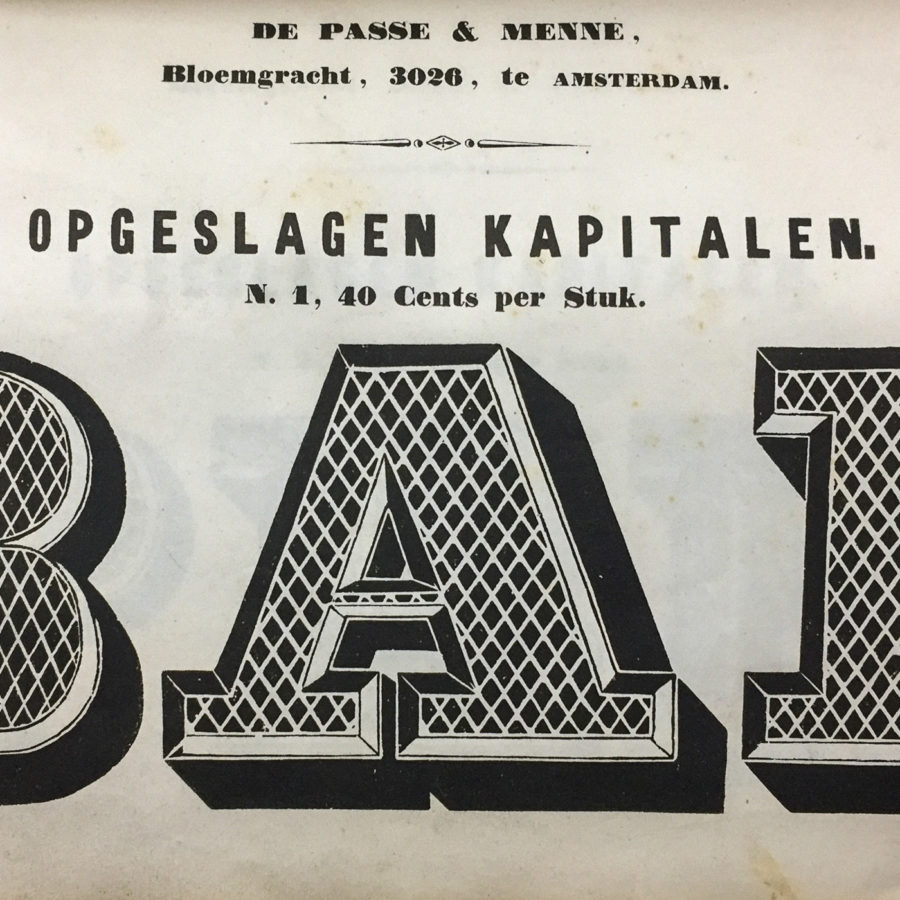 DE PASSE & MENNE,
Bloemgracht, 3026, te AMSTERDAM.
OPGESLAGEN KAPITALEN.
N. 1, 40 Cents per Stuk.
BA